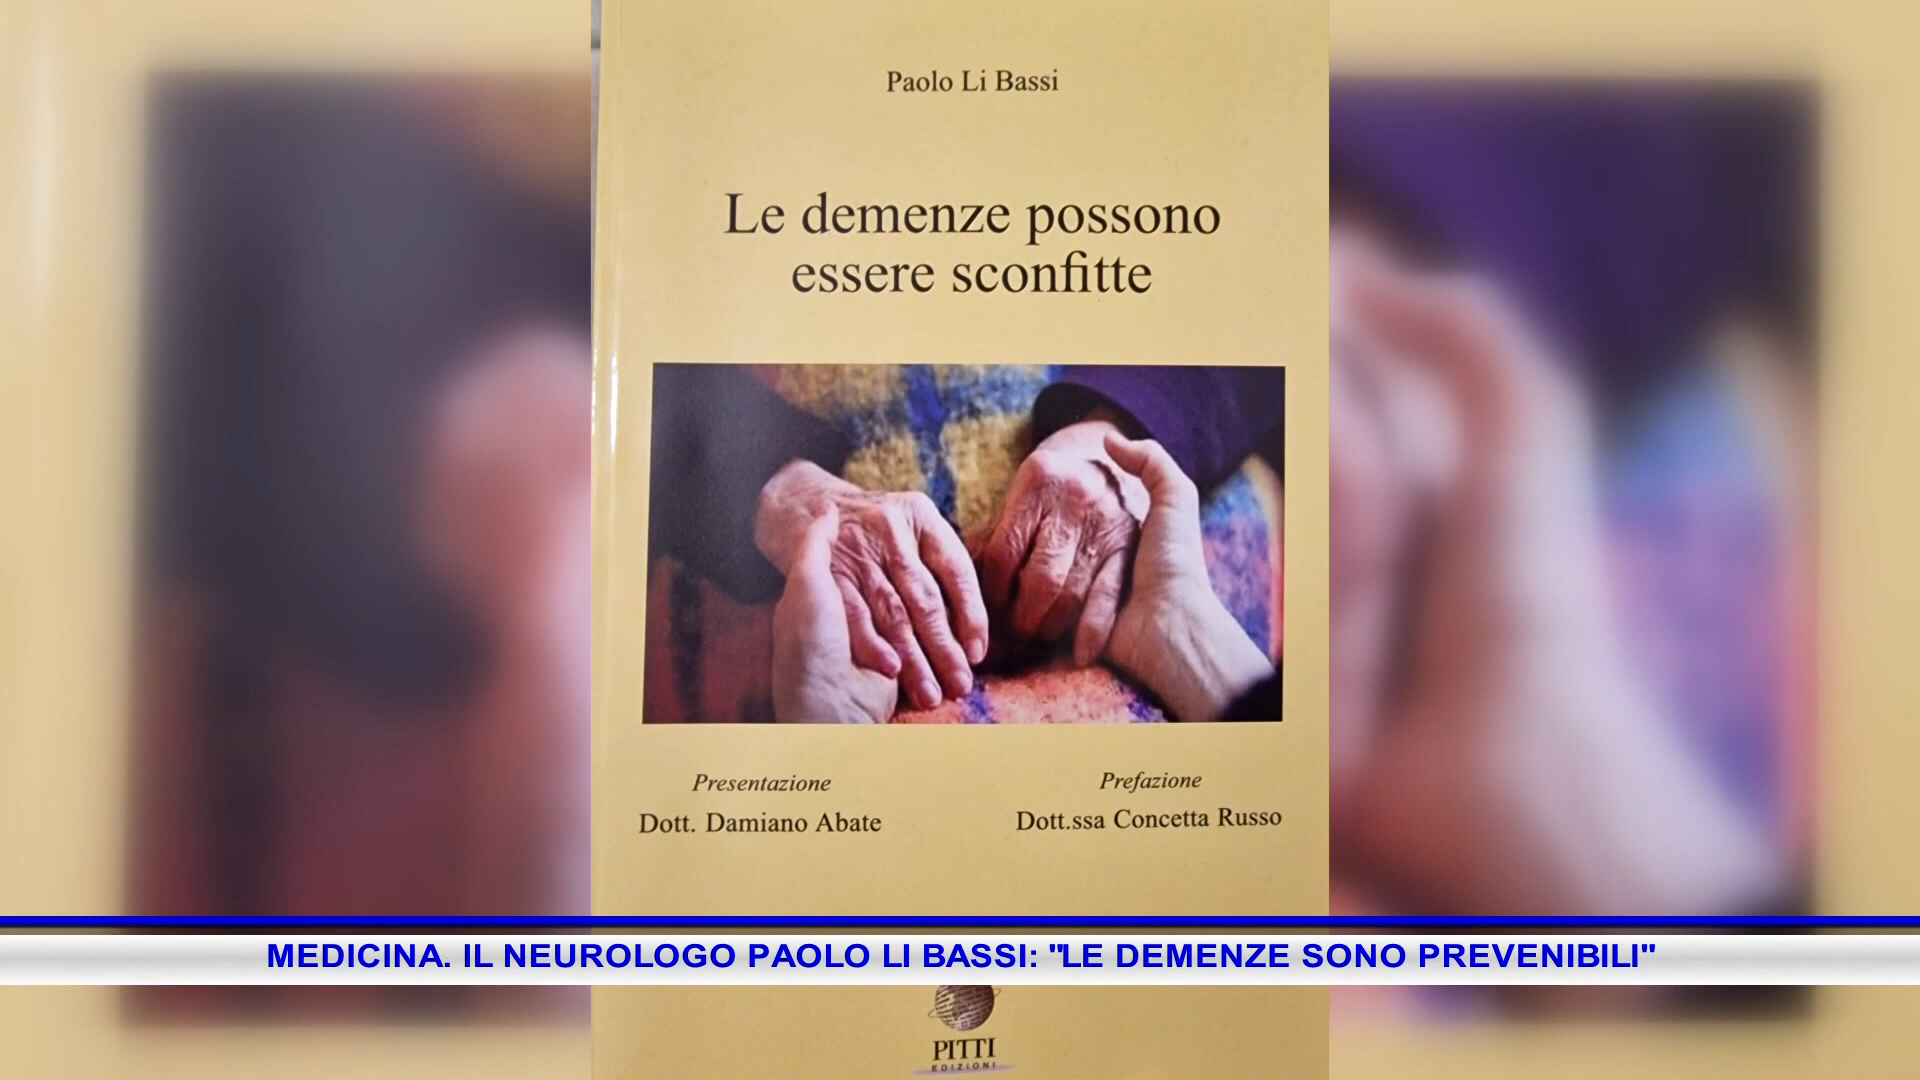 Paolo Li Bassi
Le demenze possono
essere sconfitte
Presentazione
Dott. Damiano Abate
Prefazione
Dott.ssa Concetta Russo
MEDICINA. IL NEUROLOGO PAOLO LI BASSI: "LE DEMENZE SONO PREVENIBILI"
PITTI
EDIZIONI